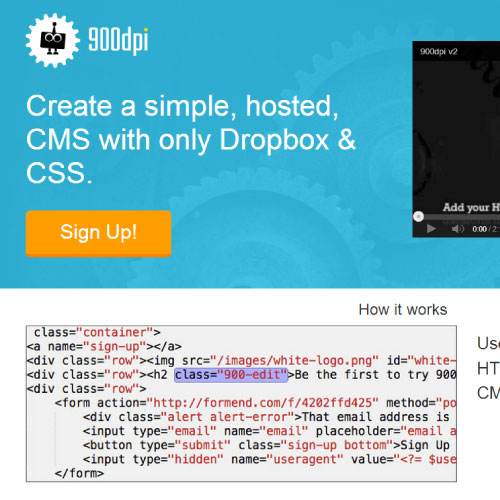 900dpi
900dpi v2
Create a simple, hosted,
CMS with only Dropbox &
CSS.
Add your H
Sign Up!
0:00 / 2:
How it works
class="container">
<a name="sign-up"></a>
<div class="row"><img src="/images/white-logo.png" id="white-
<div class="row"><h2 class="900-edit">Be the first to try 900
<div class="row">
<form action="http://formend.com/f/4202ffd425" method="po
<div class="alert alert-error">That email address is
<input type="email" name="email" placeholder="email a
<button type="submit" class="sign-up bottom">Sign Up
<input type="hidden" name="useragent" value="<?= $use
</form>
Use
HT
CM